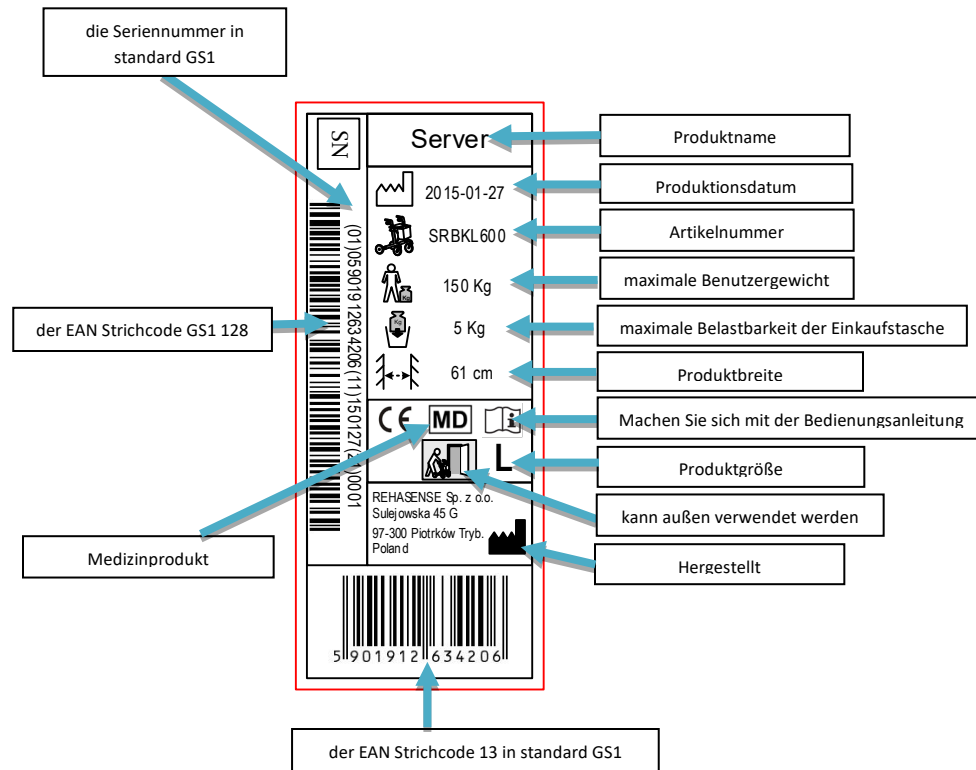 die Seriennummer in
standard GS1
SN
Server
Produktname
2015-01-27
Produktionsdatum
SRBKL600
Artikelnummer
Kg
150 Kg
maximale Benutzergewicht
Kg
5 Kg
maximale Belastbarkeit der Einkaufstasche
61 cm
Produktbreite
(01)05901912634206(11)150127(21)0001
der EAN Strichcode GS1 128
CE MD i
Machen Sie sich mit der Bedienungsanleitung
L
Produktgröße
kann außen verwendet werden
REHASENSE Sp. z o.o.
Sulejowska 45 G
97-300 Piotrków Tryb.
Poland
Medizinprodukt
Hergestellt
5 901912 634206
der EAN Strichcode 13 in standard GS1